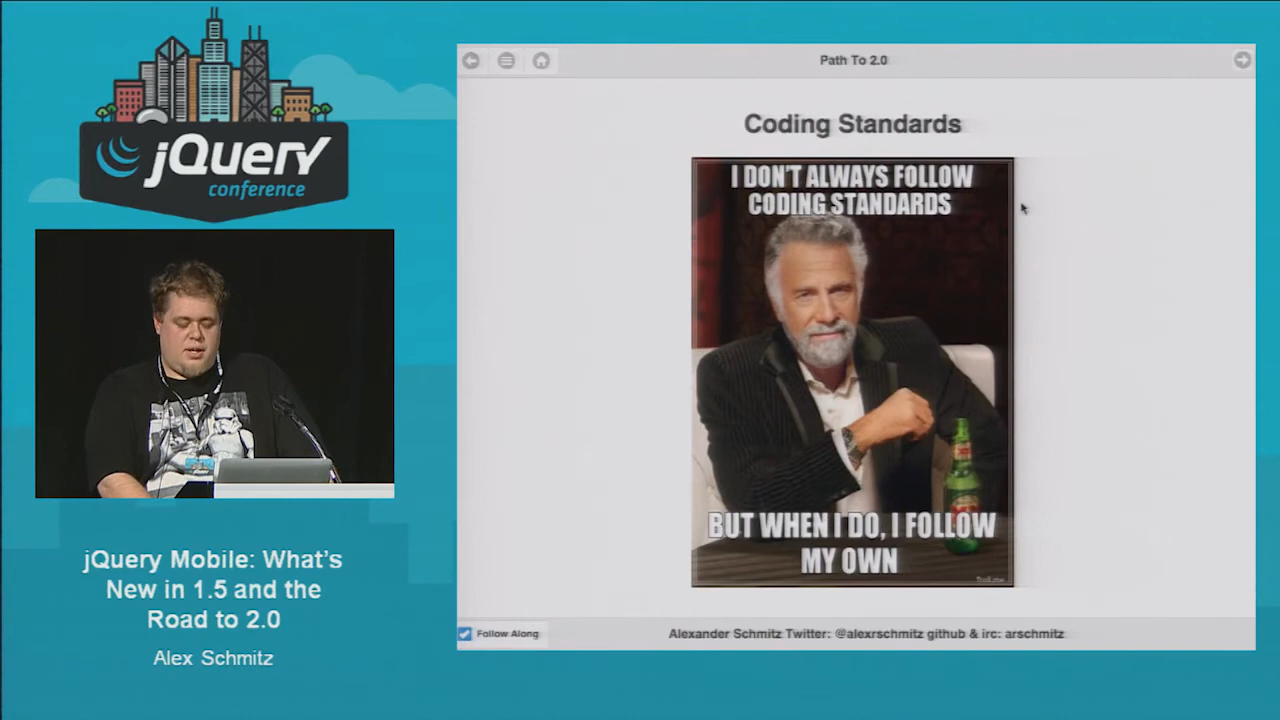 jQuery
conference
jQuery Mobile: What's
New in 1.5 and the
Road to 2.0
Alex Schmitz
Path To 2.0
Coding Standards
I DON'T ALWAYS FOLLOW
CODING STANDARDS
BUT WHEN I DO, I FOLLOW
MY OWN
Follow Along
Alexander Schmitz Twitter: @alexrschmitz github & irc: arschmitz